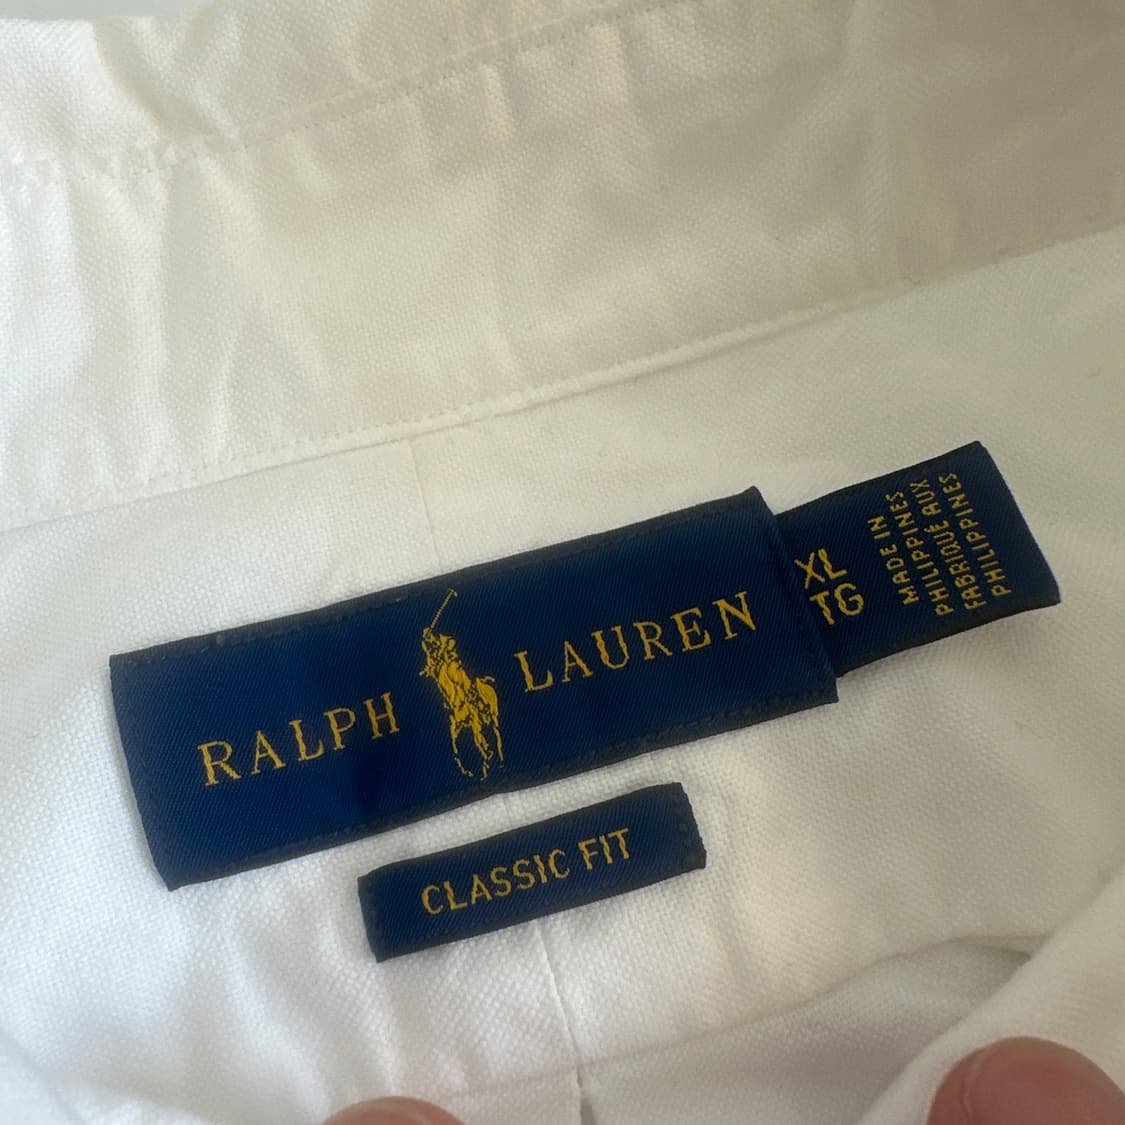 RALPH LAUREN
XL
TG
MADE IN
PHILIPPINES
FABRIQUÉ AUX
PHILIPPINES
CLASSIC FIT